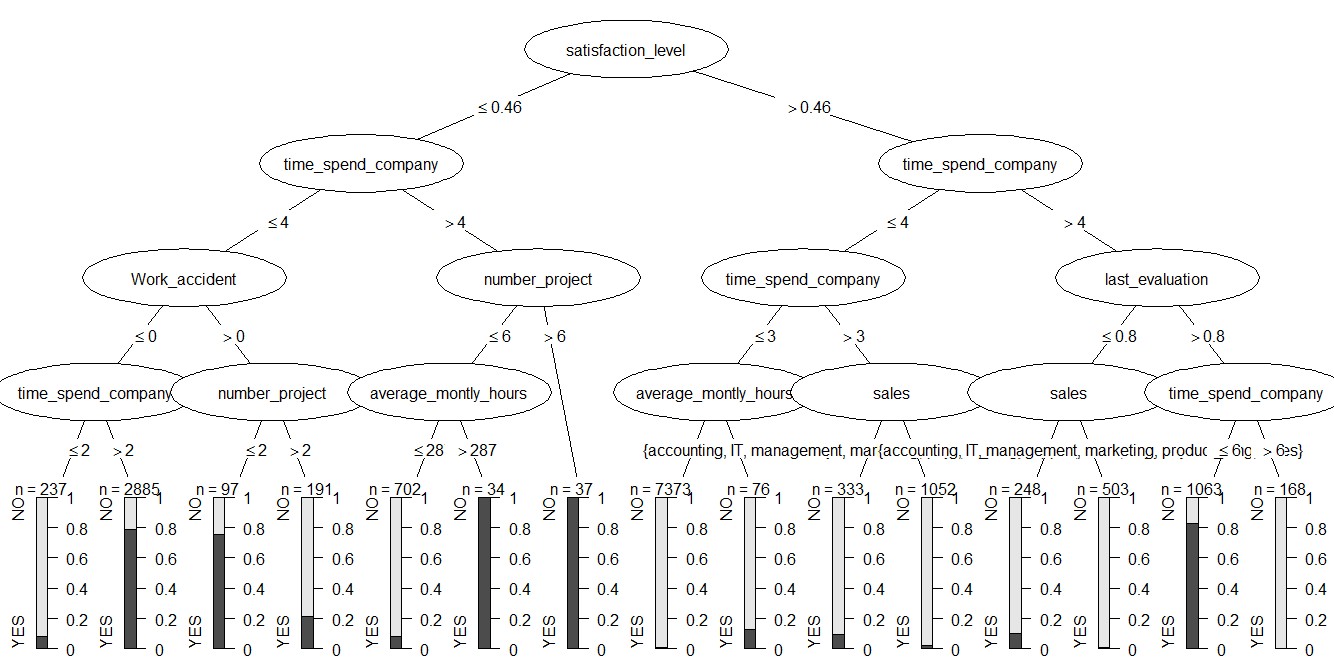 satisfaction_level
≤ 0.46 > 0.46
time_spend_company time_spend_company
≤ 4 > 4 ≤ 4 > 4
Work_accident number_project time_spend_company last_evaluation
≤ 0 > 0 ≤ 6 > 6 ≤ 3 > 3 ≤ 0.8 > 0.8
time_spend_company number_project average_montly_hours average_montly_hours sales sales time_spend_company
≤ 2 > 2 ≤ 2 > 2 ≤ 28 > 287 {accounting, IT, management, mar{accounting, IT, management, marketing, produc ≤ 6 > 6
n = 237 n = 2885 n = 97 n = 191 n = 702 n = 34 n = 37 n = 7373 n = 76 n = 333 n = 1052 n = 248 n = 503 n = 1063 n = 168
NO 1 NO 1 NO 1 NO 1 NO 1 NO 1 NO 1 NO 1 NO 1 NO 1 NO 1 NO 1 NO 1 NO 1 NO 1
0.8 0.8 0.8 0.8 0.8 0.8 0.8 0.8 0.8 0.8 0.8 0.8 0.8 0.8 0.8
0.6 0.6 0.6 0.6 0.6 0.6 0.6 0.6 0.6 0.6 0.6 0.6 0.6 0.6 0.6
0.4 0.4 0.4 0.4 0.4 0.4 0.4 0.4 0.4 0.4 0.4 0.4 0.4 0.4 0.4
0.2 0.2 0.2 0.2 0.2 0.2 0.2 0.2 0.2 0.2 0.2 0.2 0.2 0.2 0.2
YES 0 YES 0 YES 0 YES 0 YES 0 YES 0 YES 0 YES 0 YES 0 YES 0 YES 0 YES 0 YES 0 YES 0 YES 0